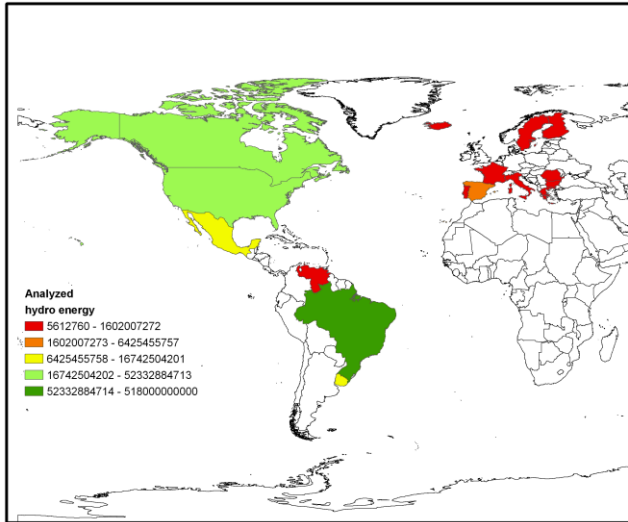 Analyzed
hydro energy
5612760 - 1602007272
1602007273 - 6425455757
6425455758 - 16742504201
16742504202 - 52332884713
52332884714 - 518000000000